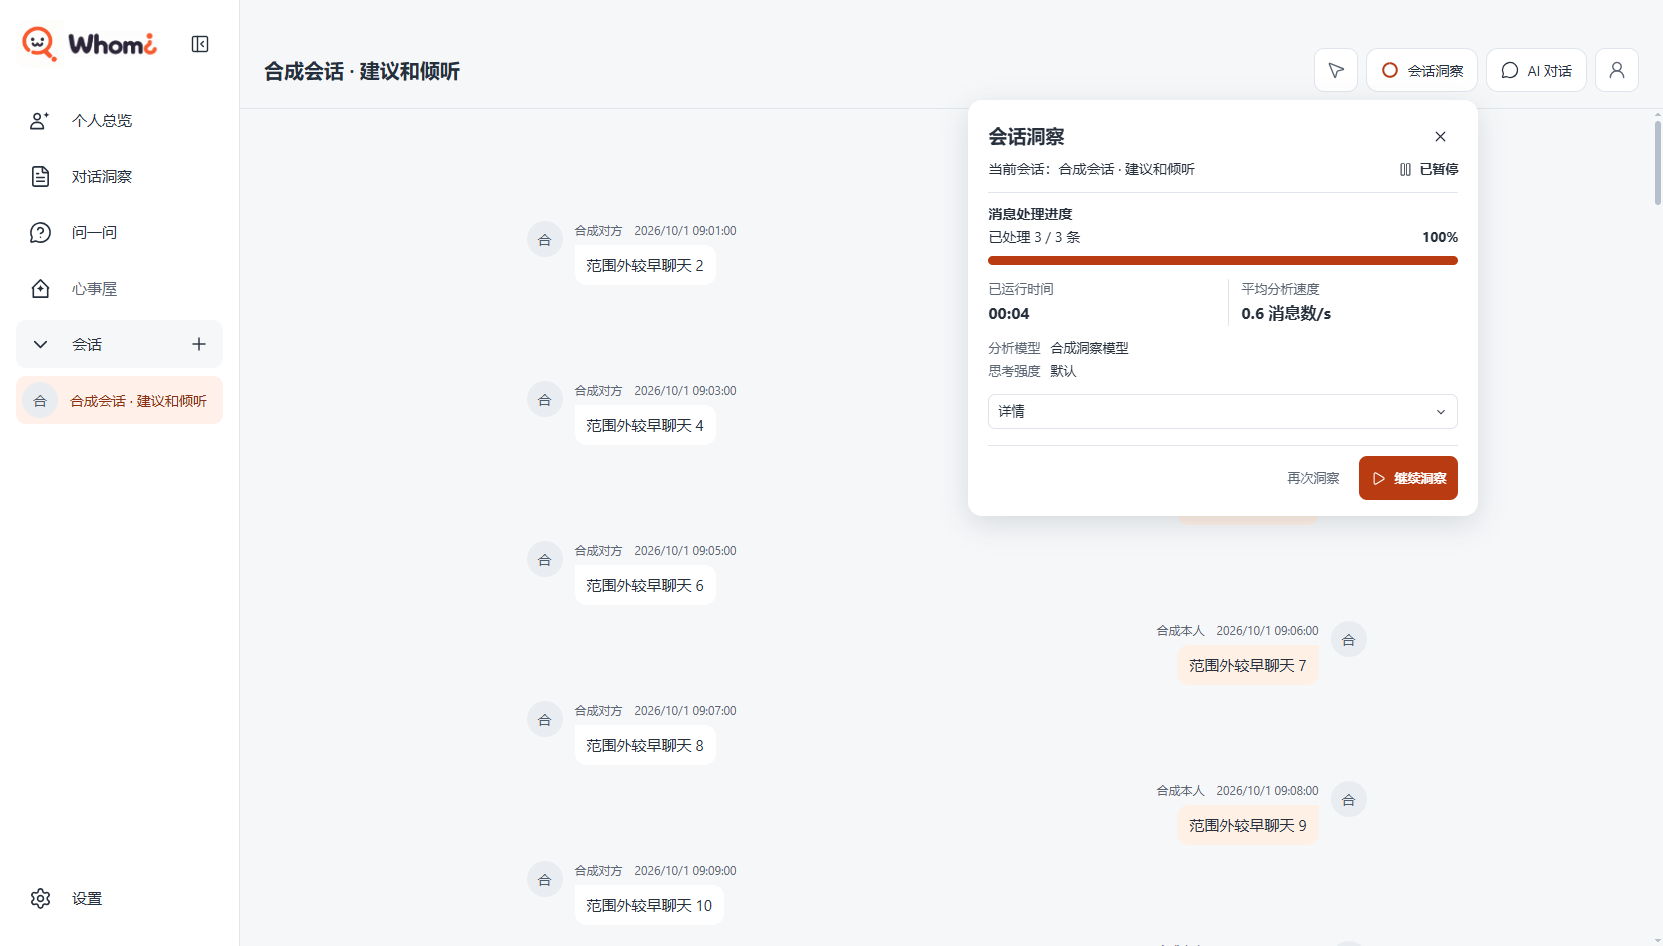 Whomi
个人总览
对话洞察
问一问
心事屋
会话
合 合成会话 · 建议和倾听
设置
合成会话 · 建议和倾听
会话洞察
AI 对话
会话洞察
当前会话：合成会话 · 建议和倾听
已暂停
消息处理进度
已处理 3 / 3 条
100%
已运行时间
00:04
平均分析速度
0.6 消息数/s
分析模型 合成洞察模型
思考强度 默认
详情
再次洞察
继续洞察
合 合成对方 2026/10/1 09:01:00
范围外较早聊天 2
合 合成对方 2026/10/1 09:03:00
范围外较早聊天 4
合 合成对方 2026/10/1 09:05:00
范围外较早聊天 6
合成本人 2026/10/1 09:06:00 合
范围外较早聊天 7
合 合成对方 2026/10/1 09:07:00
范围外较早聊天 8
合成本人 2026/10/1 09:08:00 合
范围外较早聊天 9
合 合成对方 2026/10/1 09:09:00
范围外较早聊天 10